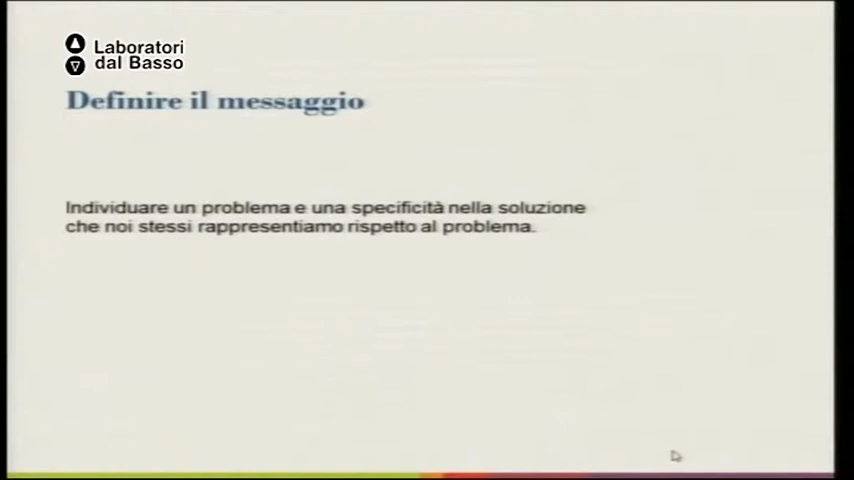 Laboratori
dal Basso
Definire il messaggio
Individuare un problema e una specificità nella soluzione
che noi stessi rappresentiamo rispetto al problema.